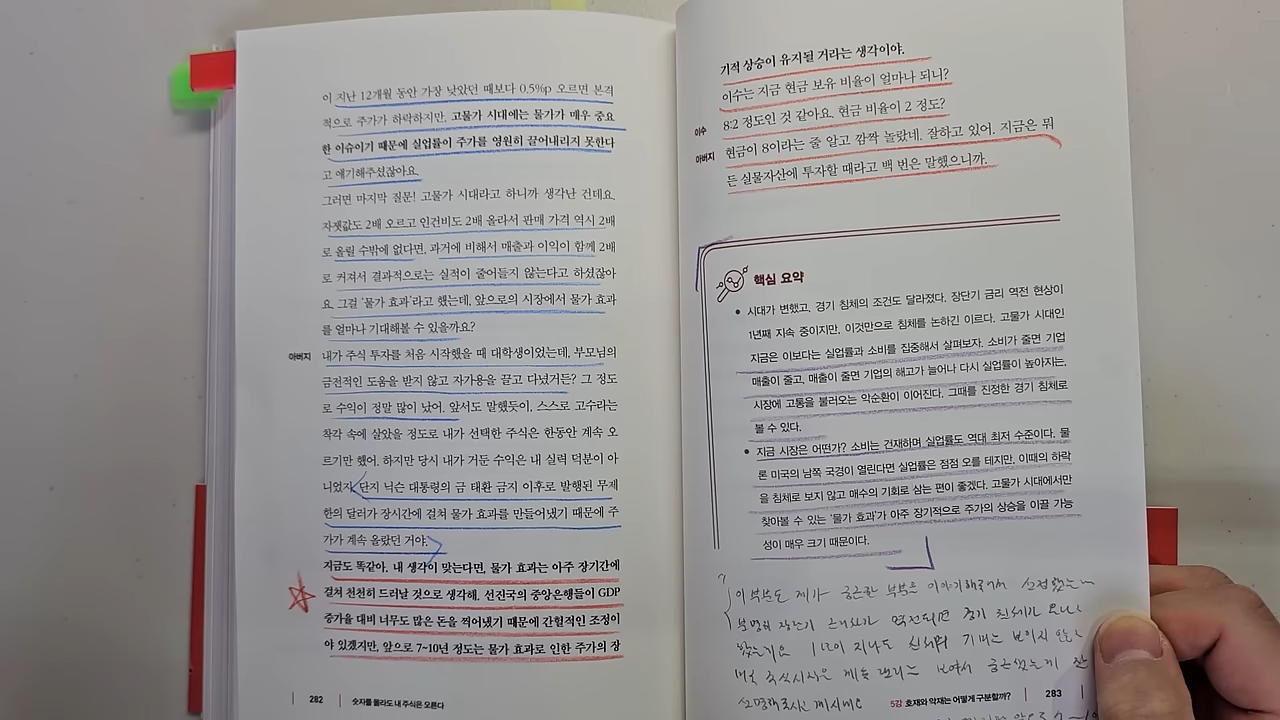 이 지난 12개월 동안 가장 낮았던 때보다 0.5%p 오르면 본격
적으로 주가가 하락하지만, 고물가 시대에는 물가가 매우 중요
한 이슈이기 때문에 실업률이 주가를 영원히 끌어내리지 못한다
고 얘기해주셨잖아요.
그러면 마지막 질문! 고물가 시대라고 하니까 생각난 건데요.
자잿값도 2배 오르고 인건비도 2배 올라서 판매 가격 역시 2배
로 올릴 수밖에 없다면, 과거에 비해서 매출과 이익이 함께 2배
로 커져서 결과적으로는 실적이 줄어들지 않는다고 하셨잖아
요. 그걸 '물가 효과'라고 했는데, 앞으로의 시장에서 물가 효과
를 얼마나 기대해볼 수 있을까요?
아버지 내가 주식 투자를 처음 시작했을 때 대학생이었는데, 부모님의
금전적인 도움을 받지 않고 자가용을 끌고 다녔거든? 그 정도
로 수익이 정말 많이 났어. 앞서도 말했듯이, 스스로 고수라는
착각 속에 살았을 정도로 내가 선택한 주식은 한동안 계속 오
르기만 했어. 하지만 당시 내가 거둔 수익은 내 실력 덕분이 아
니었지. 단지 닉슨 대통령의 금 태환 금지 이후로 발행된 무제
한의 달러가 장시간에 걸쳐 물가 효과를 만들어냈기 때문에 주
가가 계속 올랐던 거야.
지금도 똑같아. 내 생각이 맞는다면, 물가 효과는 아주 장기간에
걸쳐 천천히 드러날 것으로 생각해. 선진국의 중앙은행들이 GDP
증가율 대비 너무도 많은 돈을 찍어냈기 때문에 간헐적인 조정이
야 있겠지만, 앞으로 7~10년 정도는 물가 효과로 인한 주가의 장
282 숫자를 몰라도 내 주식은 오른다
기적 상승이 유지될 거라는 생각이야.
이수는 지금 현금 보유 비율이 얼마나 되니?
이수 8:2 정도인 것 같아요. 현금 비율이 2 정도?
아버지 현금이 8이라는 줄 알고 깜짝 놀랐네. 잘하고 있어. 지금은 뭐
든 실물자산에 투자할 때라고 백 번은 말했으니까.
핵심 요약
• 시대가 변했고, 경기 침체의 조건도 달라졌다. 장단기 금리 역전 현상이
1년째 지속 중이지만, 이것만으로 침체를 논하긴 이르다. 고물가 시대인
지금은 이보다는 실업률과 소비를 집중해서 살펴보자. 소비가 줄면 기업
매출이 줄고, 매출이 줄면 기업의 해고가 늘어나 다시 실업률이 높아지는,
시장에 고통을 불러오는 악순환이 이어진다. 그때를 진정한 경기 침체로
볼 수 있다.
• 지금 시장은 어떤가? 소비는 건재하며 실업률도 역대 최저 수준이다. 물
론 미국의 남쪽 국경이 열린다면 실업률은 점점 오를 테지만, 이때의 하락
을 침체로 보지 않고 매수의 기회로 삼는 편이 좋겠다. 고물가 시대에서만
찾아볼 수 있는 '물가 효과'가 아주 장기적으로 주가의 상승을 이끌 가능
성이 매우 크기 때문이다.
이 부분도 제가 궁금한 부분을
1년이 지나도
5강 호재와 악재는 어떻게 구분할까? 283